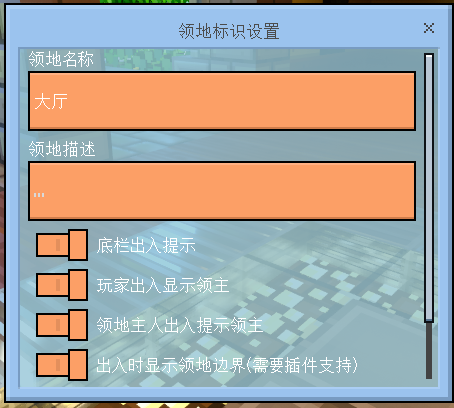 领地标识设置
领地名称
大厅
领地描述
...
底栏出入提示
玩家出入显示领主
领地主人出入提示领主
出入时显示领地边界(需要插件支持)